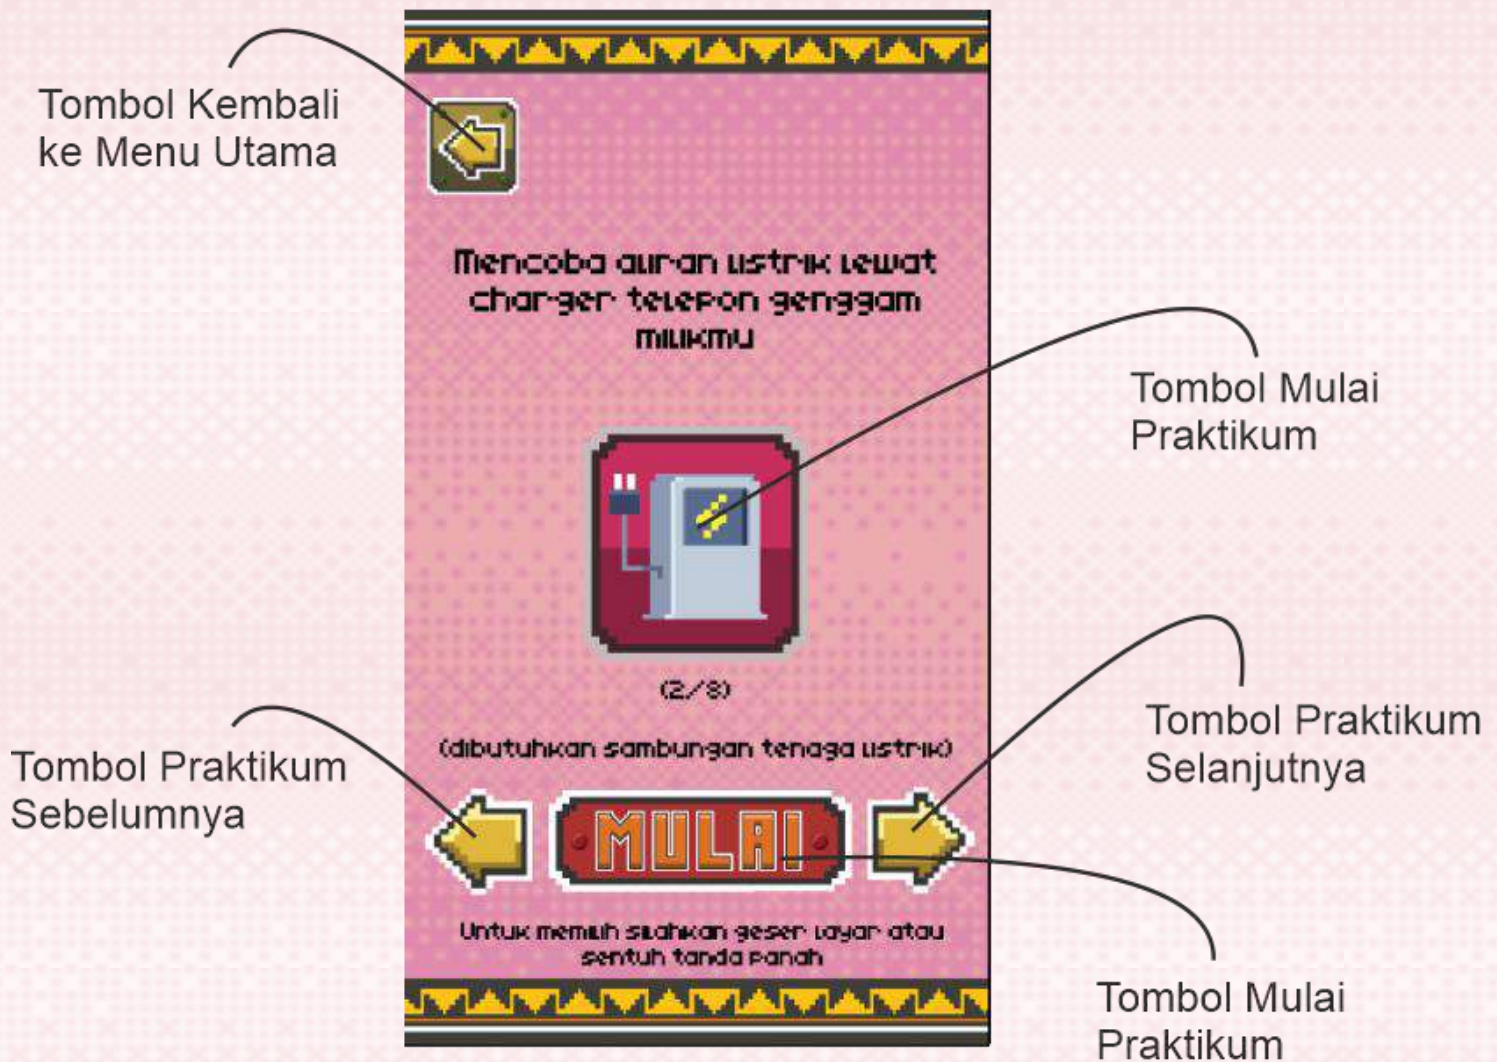 Tombol Kembali
ke Menu Utama
Mencoba aliran listrik lewat
charger telepon genggam
milikmu
Tombol Mulai
Praktikum
(2/8)
(dibutuhkan sambungan tenaga listrik)
Tombol Praktikum
Sebelumnya
Tombol Praktikum
Selanjutnya
MULAI
Untuk memilih silahkan geser layar atau
sentuh tanda panah
Tombol Mulai
Praktikum